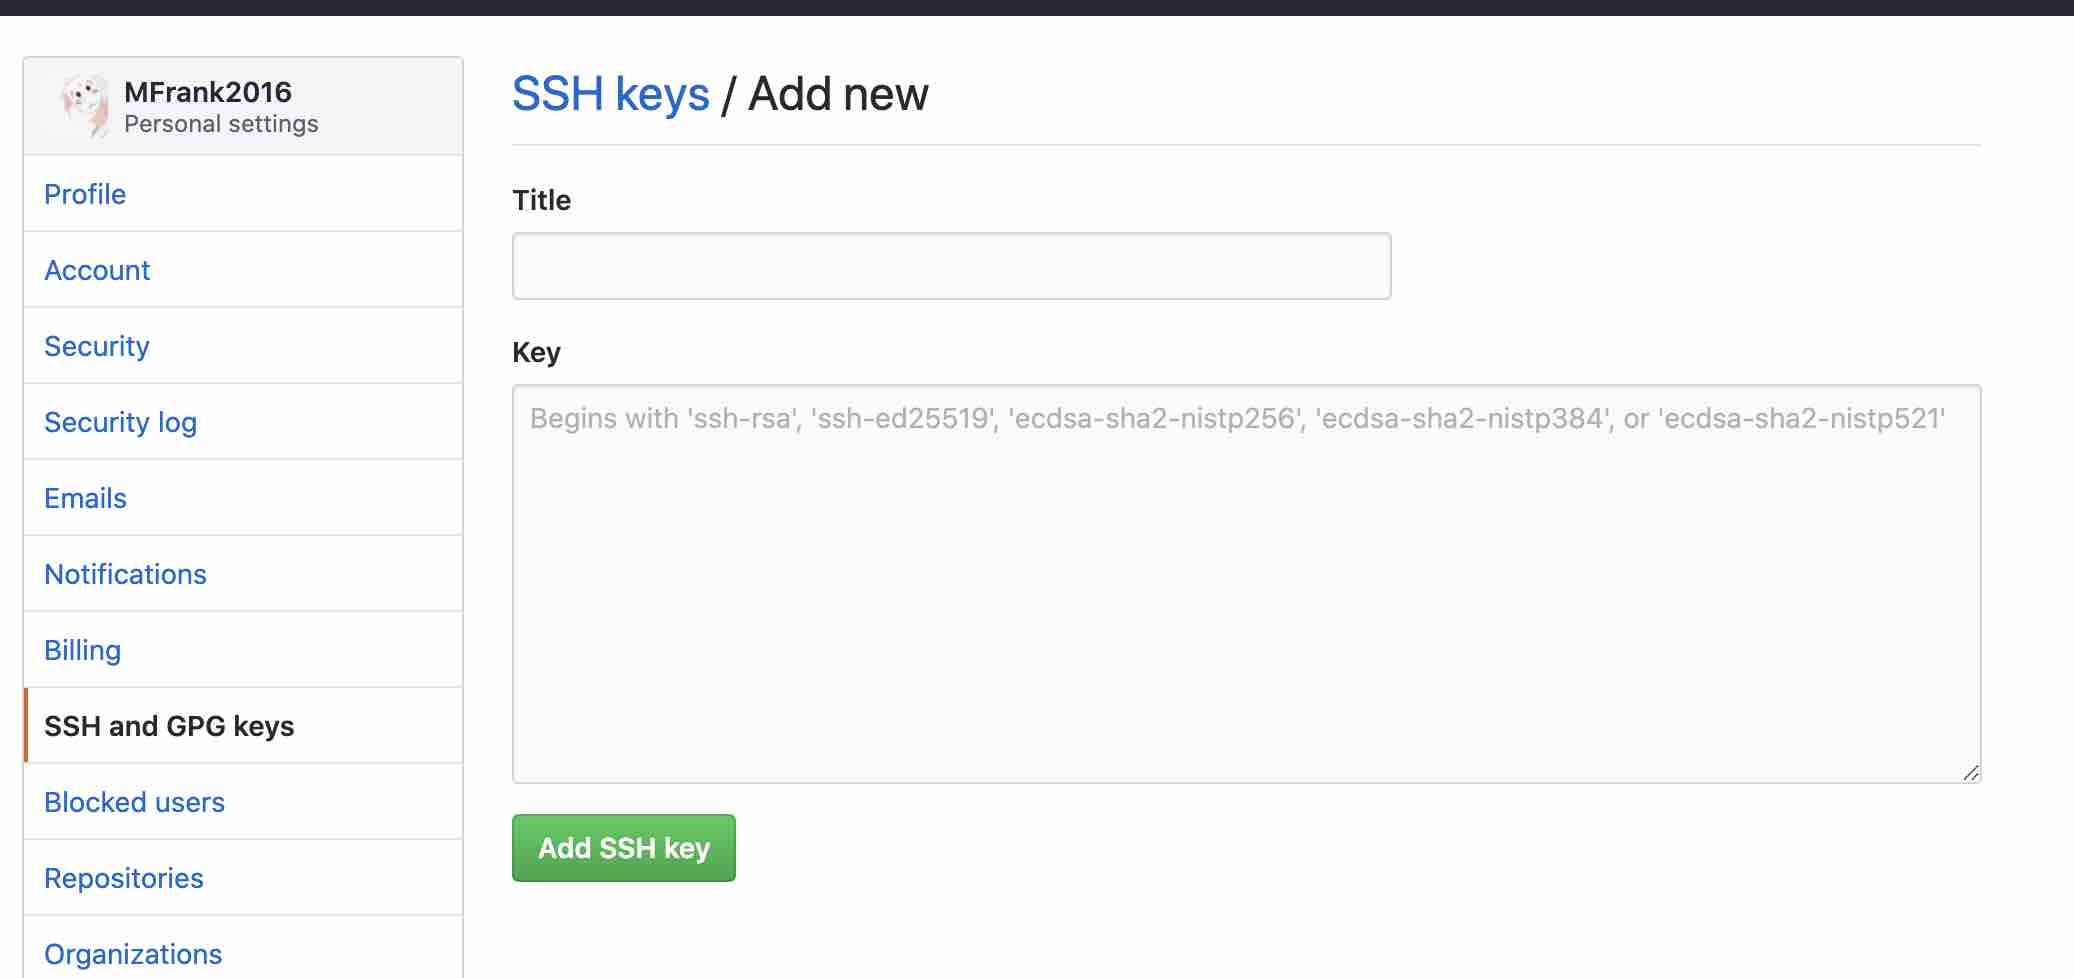 MFrank2016
Personal settings
Profile
Account
Security
Security log
Emails
Notifications
Billing
SSH and GPG keys
Blocked users
Repositories
Organizations
SSH keys / Add new
Title
Key
Begins with 'ssh-rsa', 'ssh-ed25519', 'ecdsa-sha2-nistp256', 'ecdsa-sha2-nistp384', or 'ecdsa-sha2-nistp521'
Add SSH key